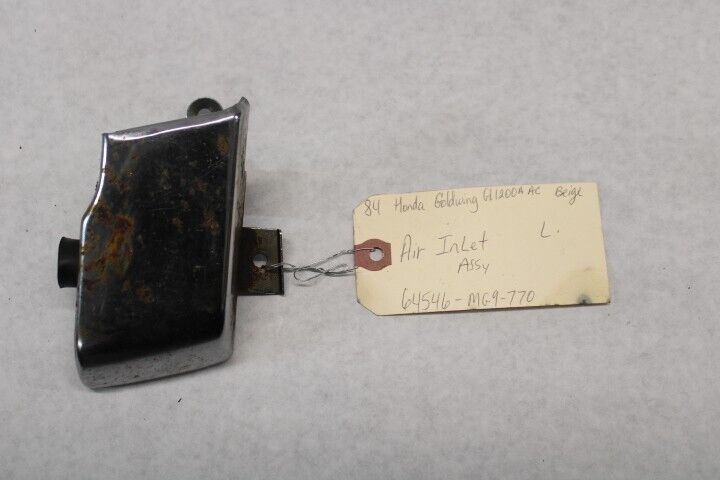 84 Honda Goldwing Gl1200A AC Beige
Air InLet L.
Assy
64546-MG9-770